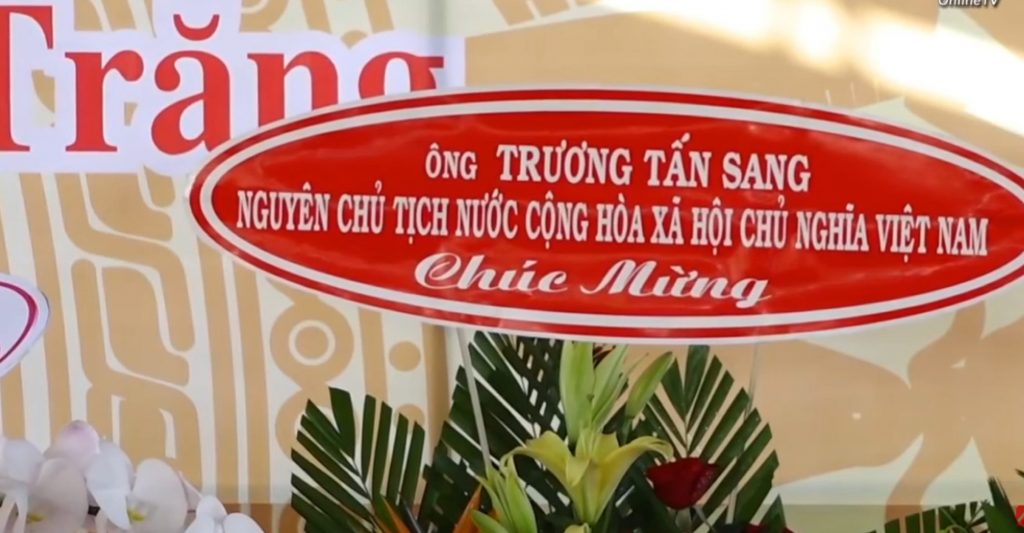 OnlineTV
Trăng
ÔNG TRƯƠNG TẤN SANG
NGUYÊN CHỦ TỊCH NƯỚC CỘNG HÒA XÃ HỘI CHỦ NGHĨA VIỆT NAM
Chúc Mừng